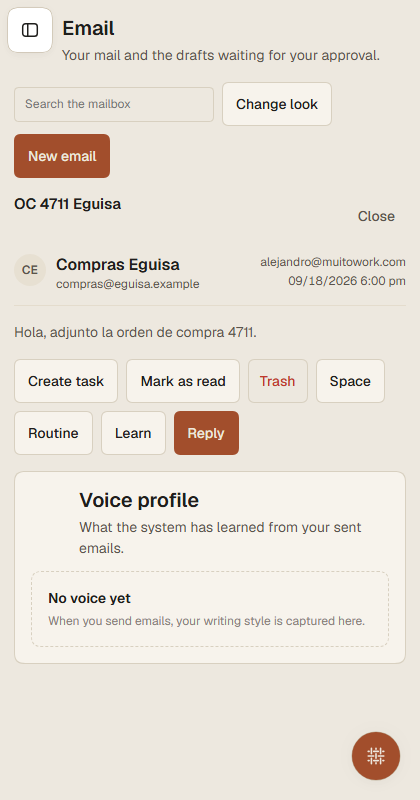 Email
Your mail and the drafts waiting for your approval.
Search the mailbox
Change look
New email
OC 4711 Eguisa
Close
CE
Compras Eguisa
compras@eguisa.example
alejandro@muitowork.com
09/18/2026 6:00 pm
Hola, adjunto la orden de compra 4711.
Create task
Mark as read
Trash
Space
Routine
Learn
Reply
Voice profile
What the system has learned from your sent
emails.
No voice yet
When you send emails, your writing style is captured here.